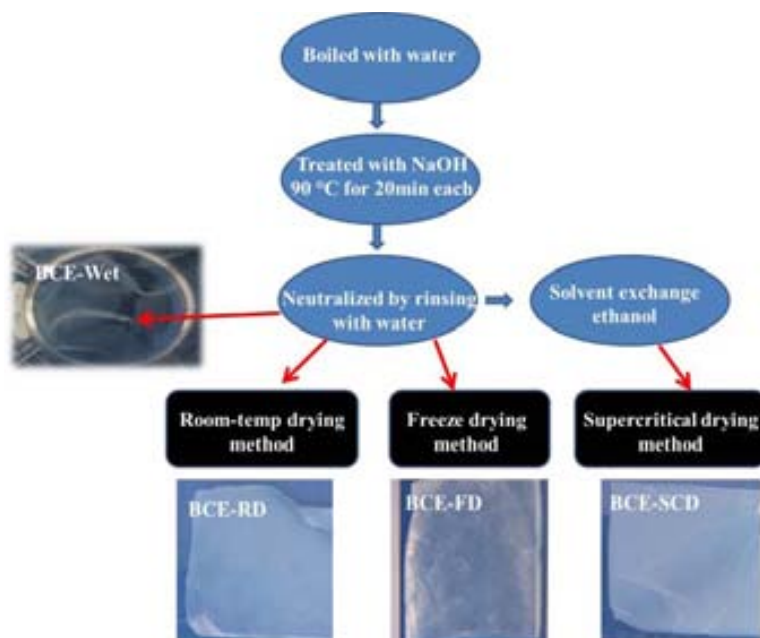 Boiled with water
Treated with NaOH
90 °C for 20min each
BCE-Wet
Neutralized by rinsing
with water
Solvent exchange
ethanol
Room-temp drying
method
Freeze drying
method
Supercritical drying
method
BCE-RD
BCE-FD
BCE-SCD